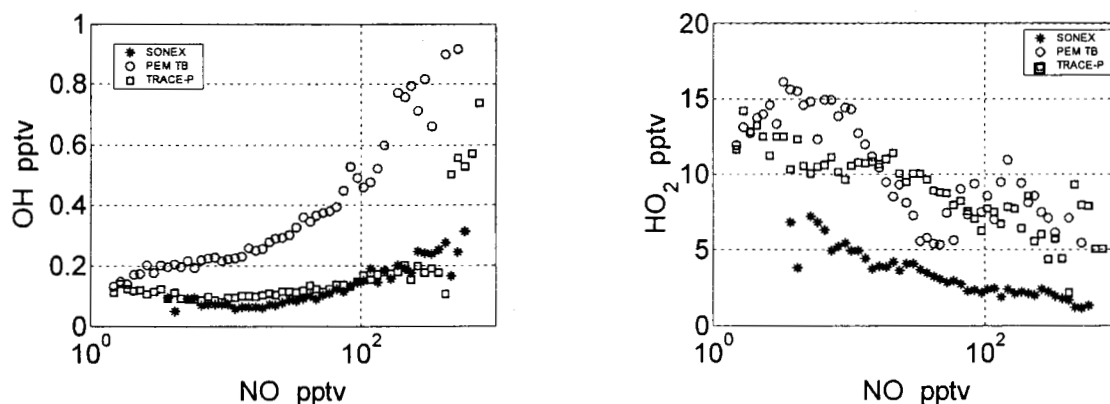 1
0.8
0.6
0.4
0.2
0
OH pptv
SONEX
PEM TB
TRACE-P
10^0
10^2
NO pptv
20
15
10
5
0
HO_2 pptv
SONEX
PEM TB
TRACE-P
10^0
10^2
NO pptv